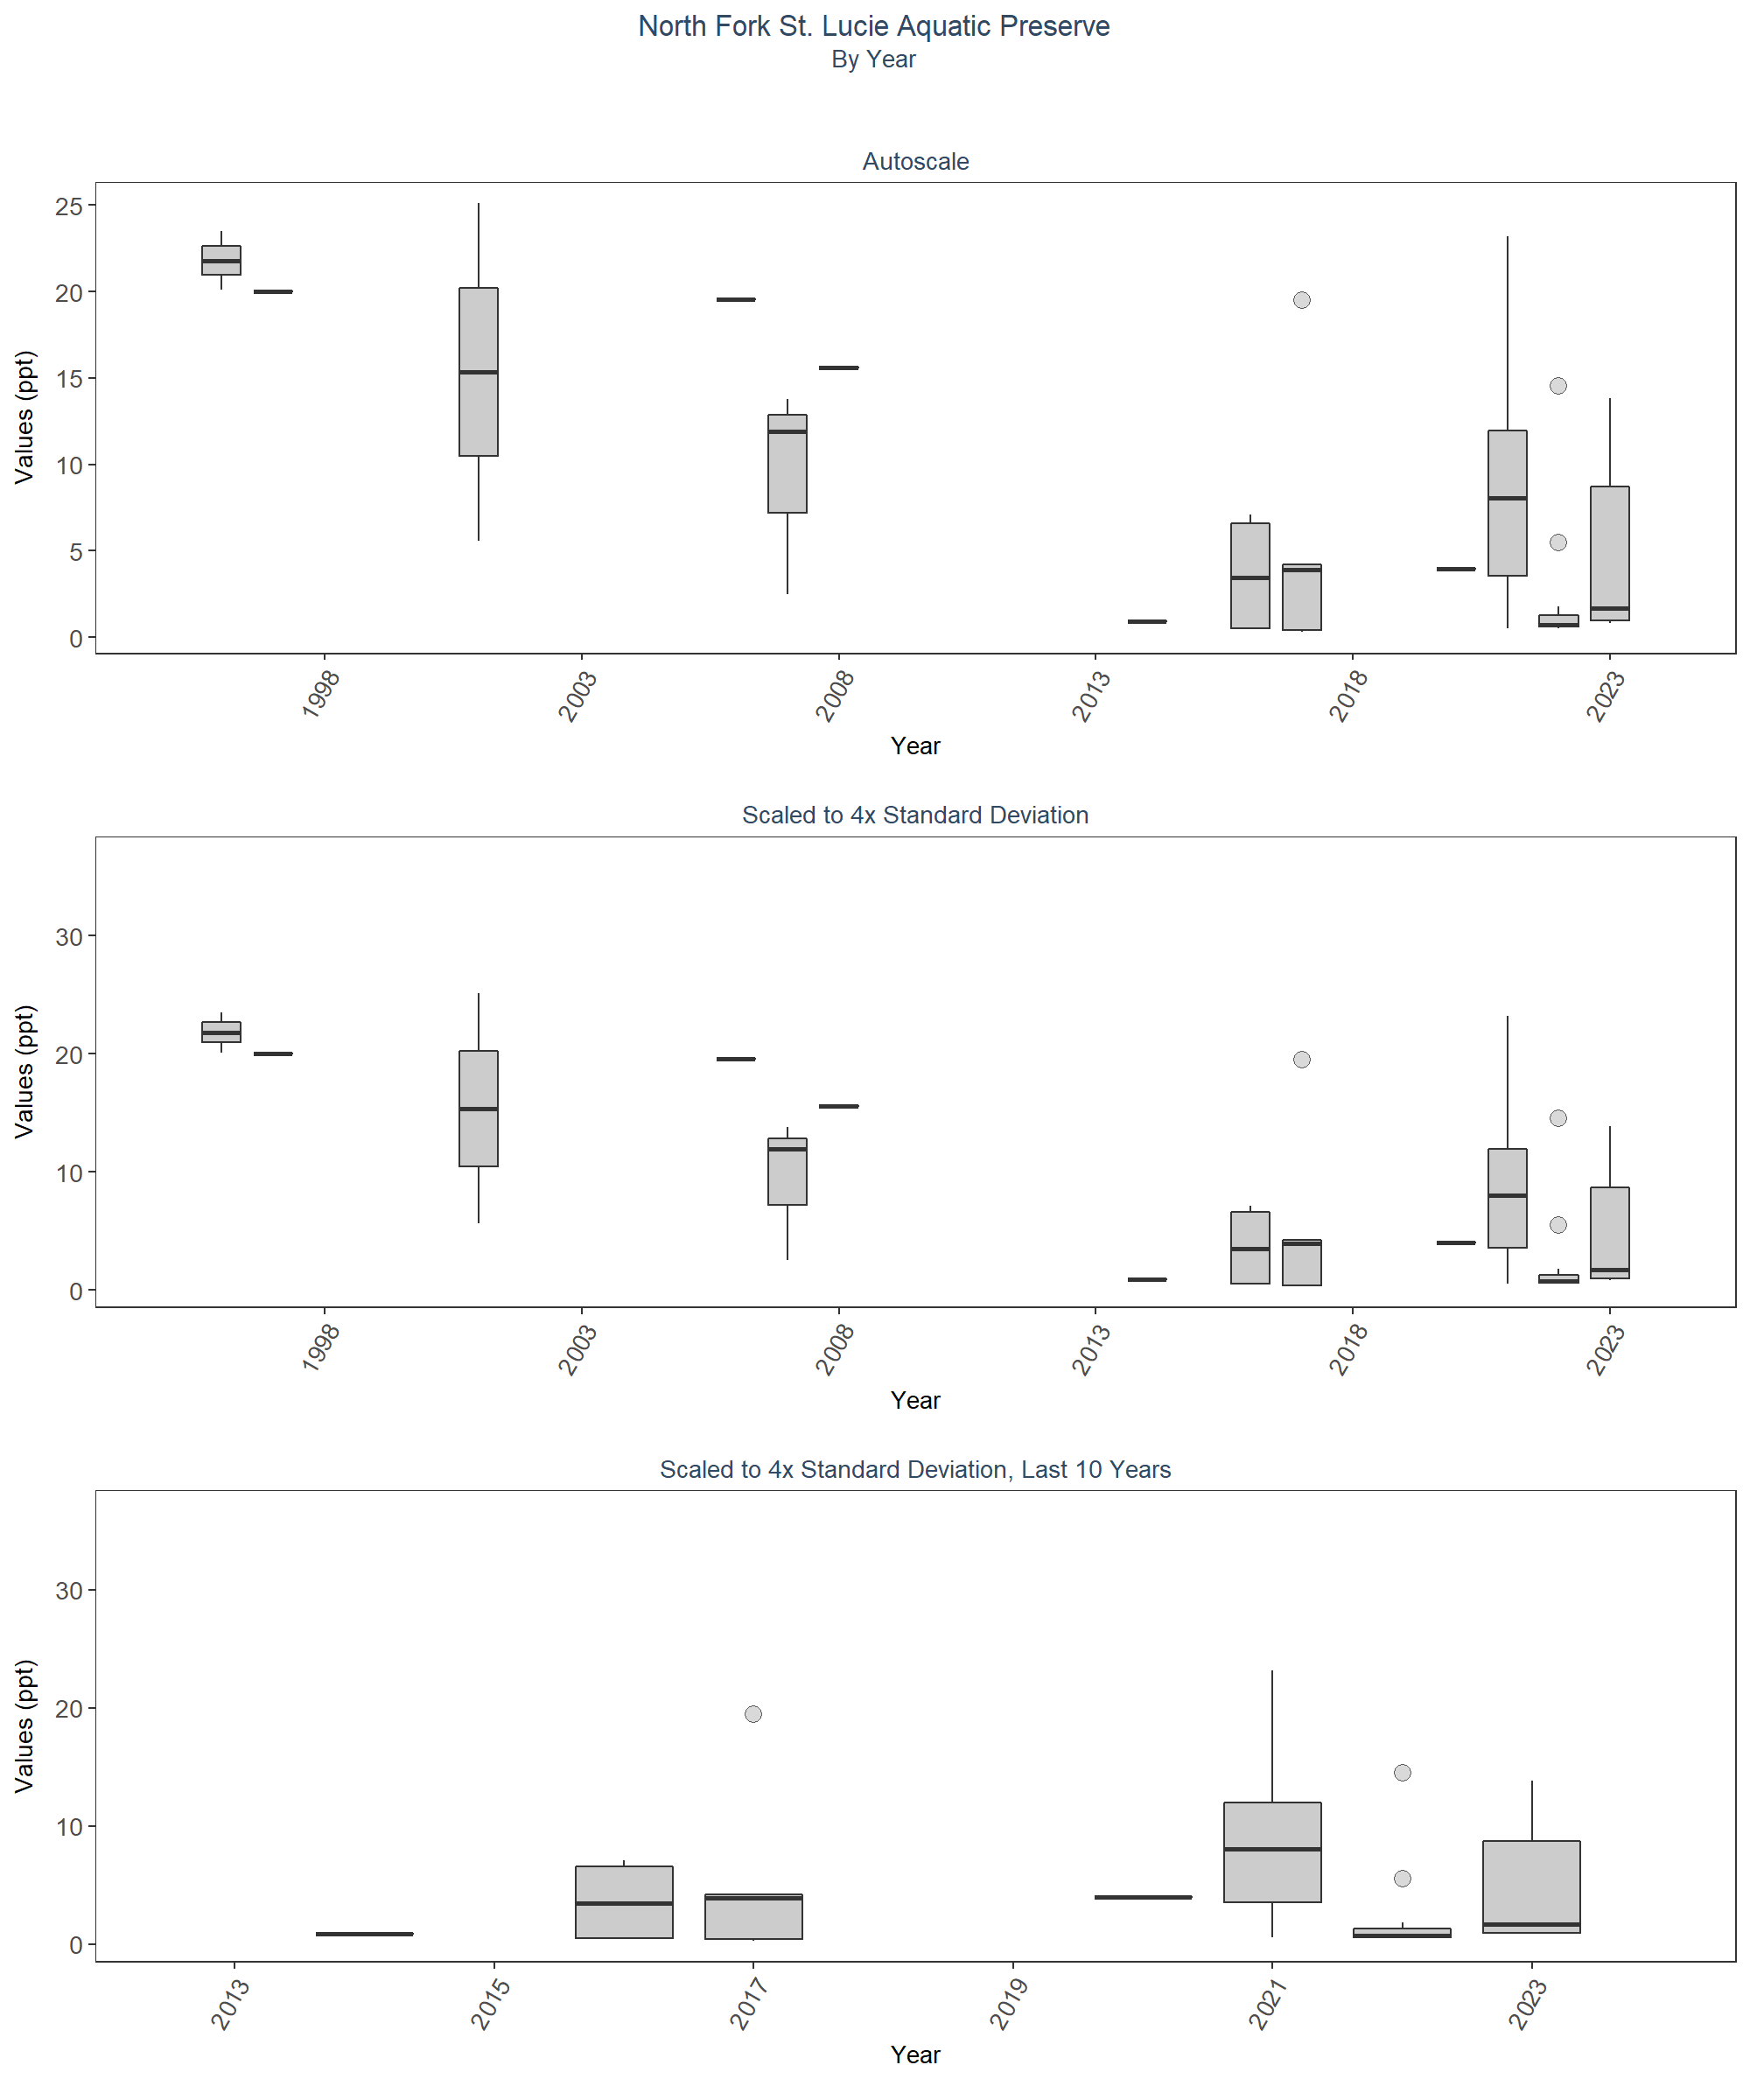 North Fork St. Lucie Aquatic Preserve
By Year
Autoscale
Values (ppt)
25
20
15
10
5
0
1998 2003 2008 2013 2018 2023
Year
Scaled to 4x Standard Deviation
Values (ppt)
30
20
10
0
1998 2003 2008 2013 2018 2023
Year
Scaled to 4x Standard Deviation, Last 10 Years
Values (ppt)
30
20
10
0
2013 2015 2017 2019 2021 2023
Year